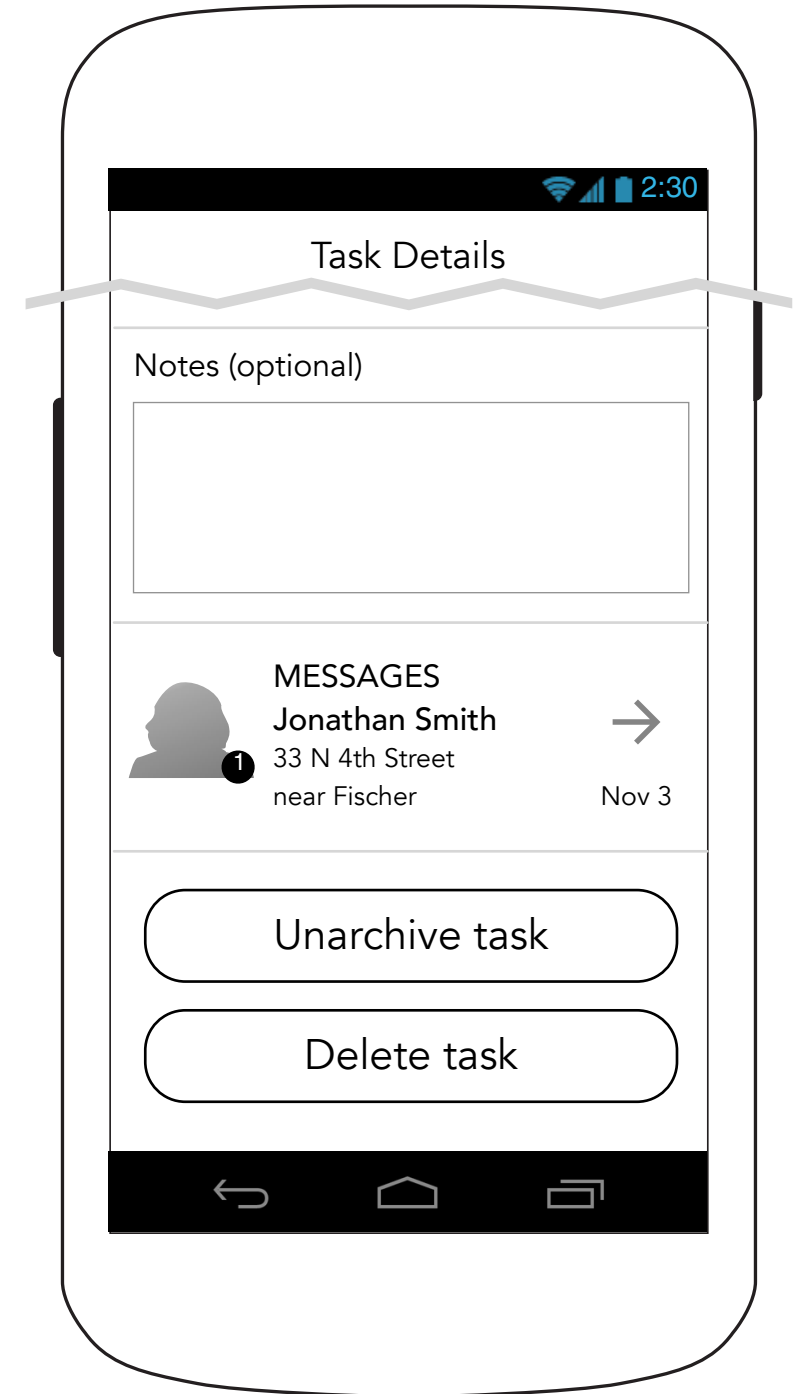 2:30
Task Details
Notes (optional)
MESSAGES
Jonathan Smith
33 N 4th Street
1
near Fischer
Nov 3
Unarchive task
Delete task